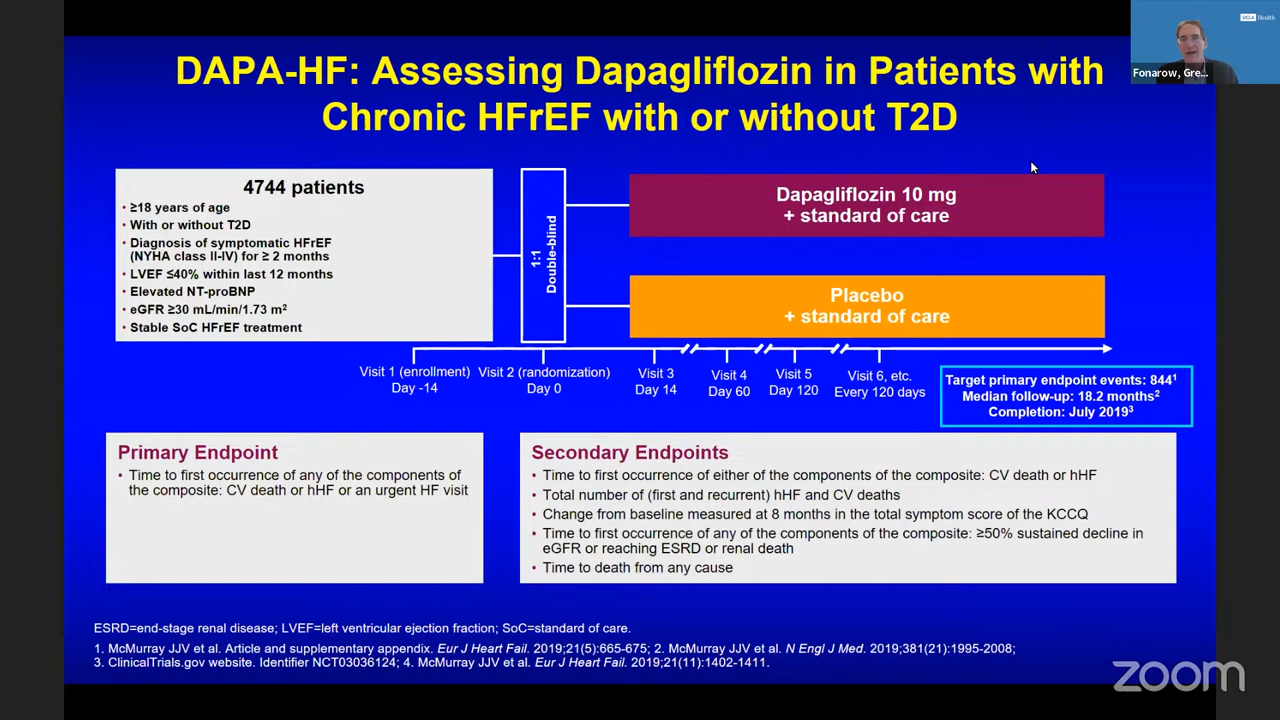 UCLA Health
Fonarow, Gre...
DAPA-HF: Assessing Dapagliflozin in Patients with
Chronic HFrEF with or without T2D
4744 patients
• ≥18 years of age
• With or without T2D
• Diagnosis of symptomatic HFrEF
(NYHA class II-IV) for ≥ 2 months
• LVEF ≤40% within last 12 months
• Elevated NT-proBNP
• eGFR ≥30 mL/min/1.73 m²
• Stable SoC HFrEF treatment
1:1
Double-blind
Dapagliflozin 10 mg
+ standard of care
Placebo
+ standard of care
Visit 1 (enrollment)
Day -14
Visit 2 (randomization)
Day 0
Visit 3
Day 14
Visit 4
Day 60
Visit 5
Day 120
Visit 6, etc.
Every 120 days
Target primary endpoint events: 844¹
Median follow-up: 18.2 months²
Completion: July 2019³
Primary Endpoint
• Time to first occurrence of any of the components of
the composite: CV death or hHF or an urgent HF visit
Secondary Endpoints
• Time to first occurrence of either of the components of the composite: CV death or hHF
• Total number of (first and recurrent) hHF and CV deaths
• Change from baseline measured at 8 months in the total symptom score of the KCCQ
• Time to first occurrence of any of the components of the composite: ≥50% sustained decline in
eGFR or reaching ESRD or renal death
• Time to death from any cause
ESRD=end-stage renal disease; LVEF=left ventricular ejection fraction; SoC=standard of care.
1. McMurray JJV et al. Article and supplementary appendix. Eur J Heart Fail. 2019;21(5):665-675; 2. McMurray JJV et al. N Engl J Med. 2019;381(21):1995-2008;
3. ClinicalTrials.gov website. Identifier NCT03036124; 4. McMurray JJV et al. Eur J Heart Fail. 2019;21(11):1402-1411.
zoom